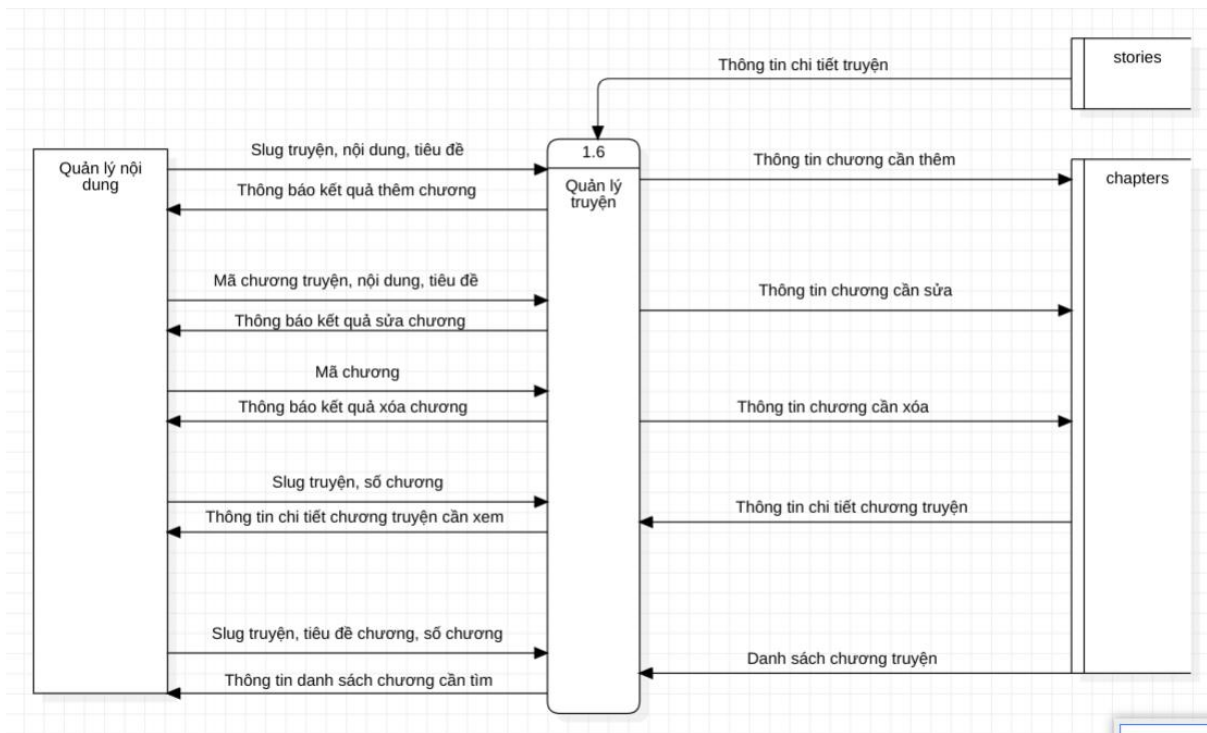 stories
Thông tin chi tiết truyện
1.6
Quản lý
truyện
Quản lý nội
dung
chapters
Slug truyện, nội dung, tiêu đề
Thông tin chương cần thêm
Thông báo kết quả thêm chương
Mã chương truyện, nội dung, tiêu đề
Thông tin chương cần sửa
Thông báo kết quả sửa chương
Mã chương
Thông báo kết quả xóa chương
Thông tin chương cần xóa
Slug truyện, số chương
Thông tin chi tiết chương truyện
Thông tin chi tiết chương truyện cần xem
Slug truyện, tiêu đề chương, số chương
Danh sách chương truyện
Thông tin danh sách chương cần tìm